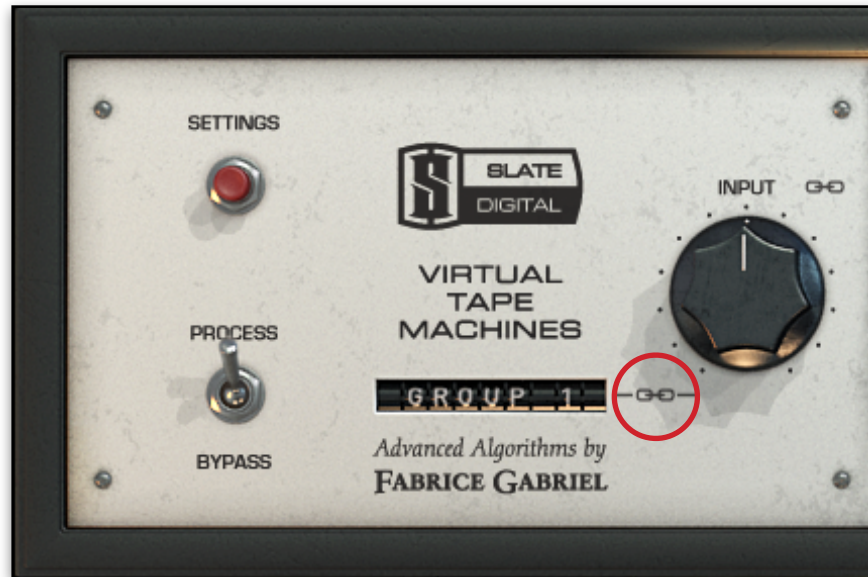 SETTINGS
SLATE
DIGITAL
INPUT
VIRTUAL
TAPE
MACHINES
PROCESS
GROUP 1
BYPASS
Advanced Algorithms by
FABRICE GABRIEL